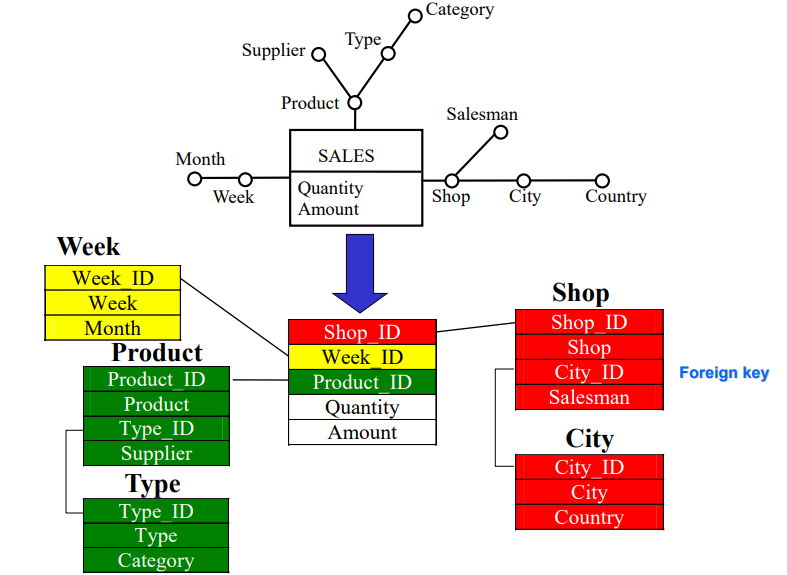 Category
Type
Supplier
Product
Salesman
SALES
Month
Quantity
Amount
Week
Shop
City
Country
Week
Week_ID
Week
Month
Product
Product_ID
Product
Type_ID
Supplier
Type
Type_ID
Type
Category
Shop_ID
Week_ID
Product_ID
Quantity
Amount
Shop
Shop_ID
Shop
City_ID
Salesman
Foreign key
City
City_ID
City
Country